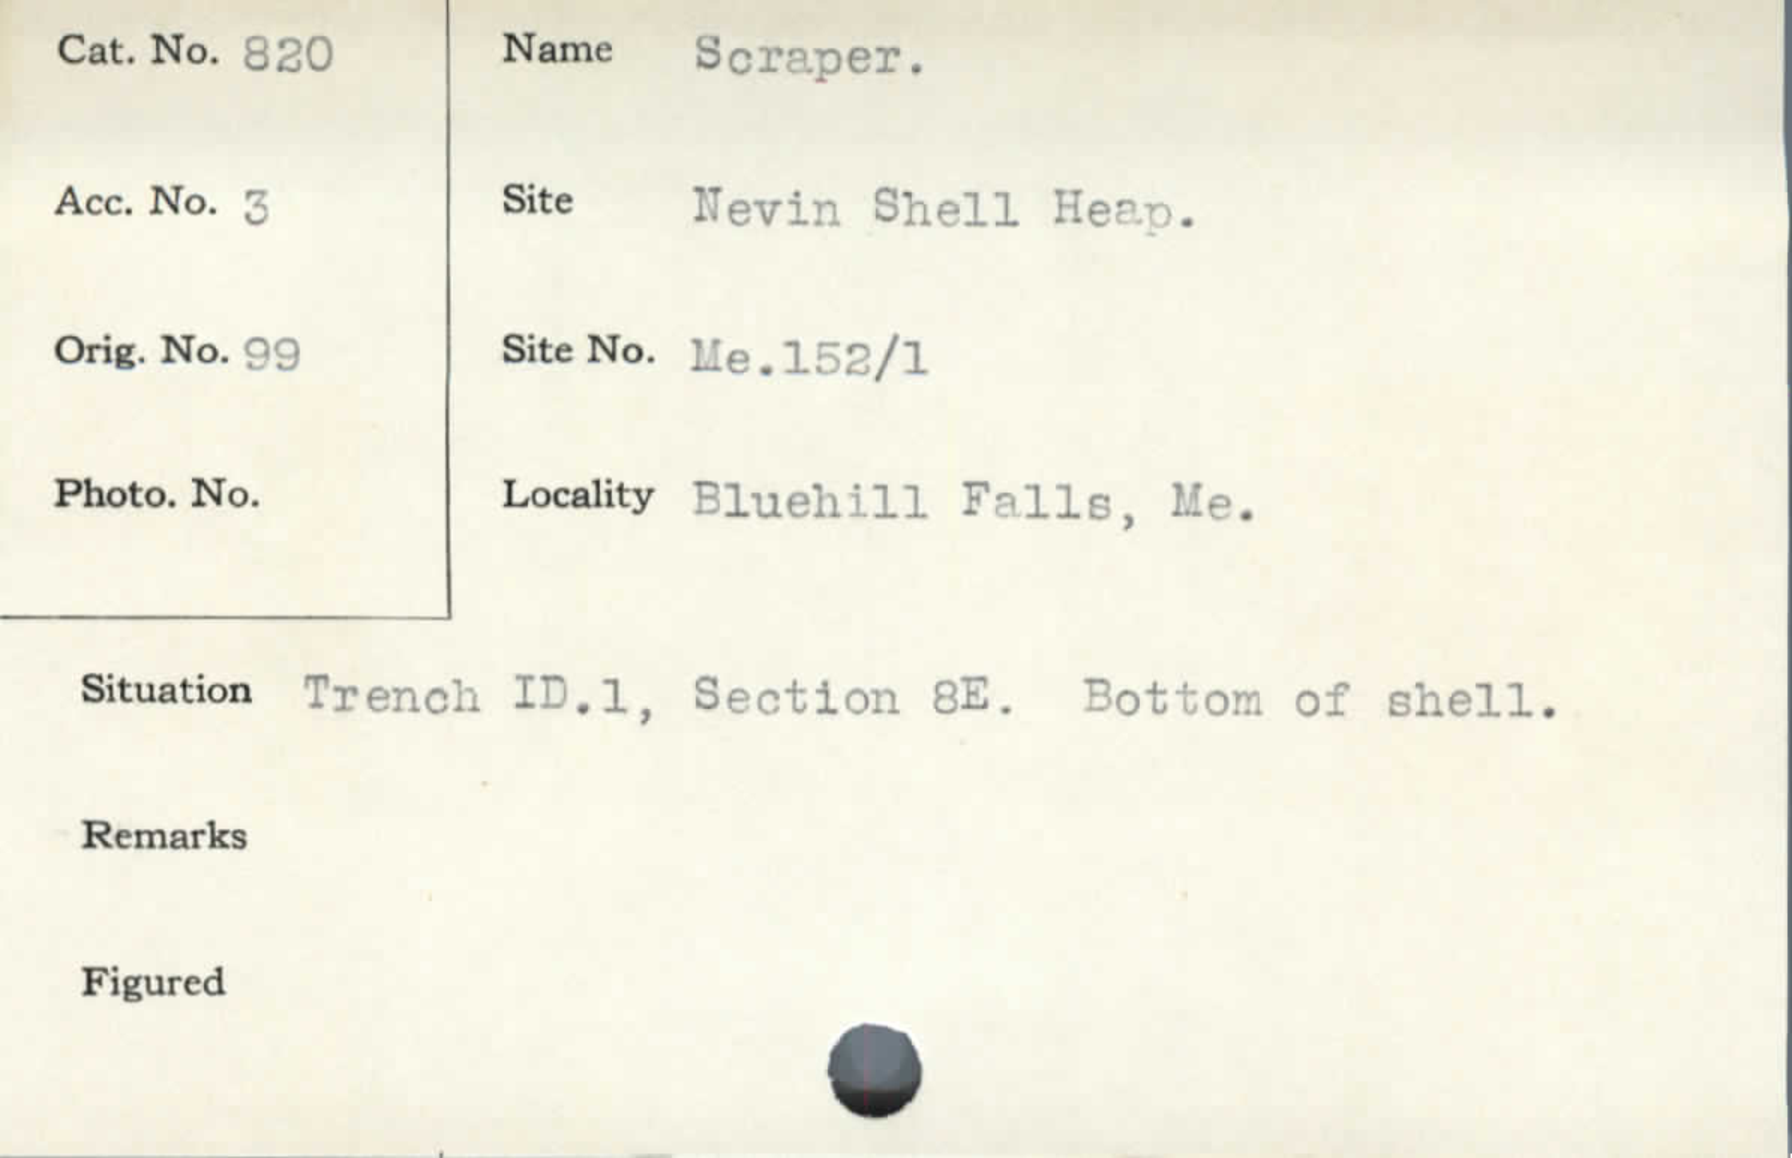 Cat. No. 820
Name Scraper.
Acc. No. 3
Site Nevin Shell Heap.
Orig. No. 99
Site No. Me.152/1
Photo. No.
Locality Bluehill Falls, Me.
Situation Trench ID.1, Section 8E. Bottom of shell.
Remarks
Figured